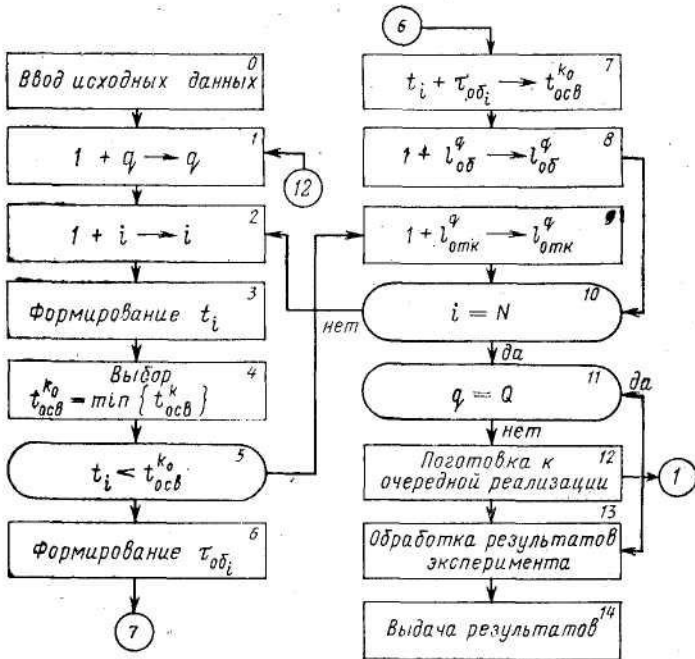 0
Ввод исходных данных
1
1 + q → q
12
2
1 + i → i
3
Формирование t_i
4
Выбор
t_осв^k₀ = min { t_осв^k }
5
t_i < t_осв^k₀
6
Формирование τ_об_i
7
6
7
t_i + τ_об_i → t_осв^k₀
8
1 + l_об^q → l_об^q
9
1 + l_отк^q → l_отк^q
10
i = N
нет
да
11
q = Q
да
нет
12
Поготовка к
очередной реализации
1
13
Обработка результатов
эксперимента
14
Выдача результатов